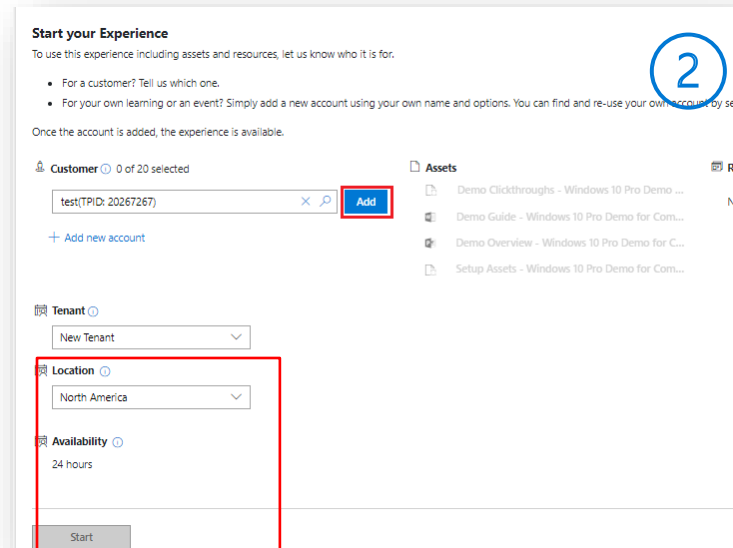 Start your Experience
To use this experience including assets and resources, let us know who it is for.
2
For a customer? Tell us which one.
For your own learning or an event? Simply add a new account using your own name and options. You can find and re-use your own account by se
Once the account is added, the experience is available.
Customer 0 of 20 selected
Assets
R
test(TPID: 20267267)
Add
Demo Clickthroughs - Windows 10 Pro Demo ...
N
Demo Guide - Windows 10 Pro Demo for Com...
+ Add new account
Demo Overview - Windows 10 Pro Demo for C...
Setup Assets - Windows 10 Pro Demo for Com...
Tenant
New Tenant
Location
North America
Availability
24 hours
Start